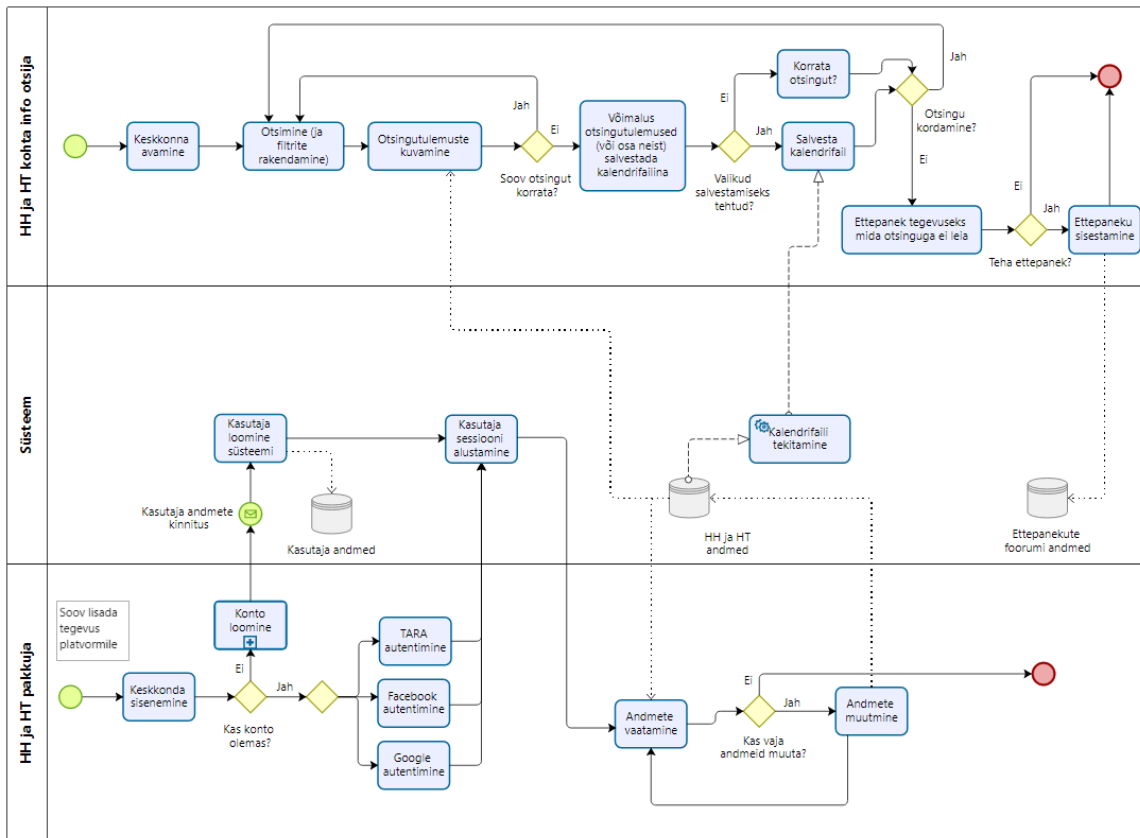 HH ja HT kohta info otsija
Keskkonna
avamine
Otsimine (ja
filtrite
rakendamine)
Otsingutulemuste
kuvamine
Jah
Ei
Soov otsingut
korrata?
Võimalus
otsingutulemused
(või osa neist)
salvestada
kalendrifailina
Ei
Jah
Valikud
salvestamiseks
tehtud?
Korrata
otsingut?
Salvesta
kalendrifail
Jah
Otsingu
kordamine?
Ei
Ettepanek tegevuseks
mida otsinguga ei leia
Ei
Jah
Teha ettepanek?
Ettepaneku
sisestamine
Süsteem
Kasutaja
loomine
süsteemi
Kasutaja
sessiooni
alustamine
Kalendrifaili
tekitamine
Kasutaja andmete
kinnitus
Kasutaja andmed
HH ja HT
andmed
Ettepanekute
foorumi andmed
HH ja HT pakkuja
Soov lisada
tegevus
platvormile
Konto
loomine
Keskkonda
sisenemine
Ei
Jah
Kas konto
olemas?
TARA
autentimine
Facebook
autentimine
Google
autentimine
Andmete
vaatamine
Ei
Jah
Kas vaja
andmeid muuta?
Andmete
muutmine